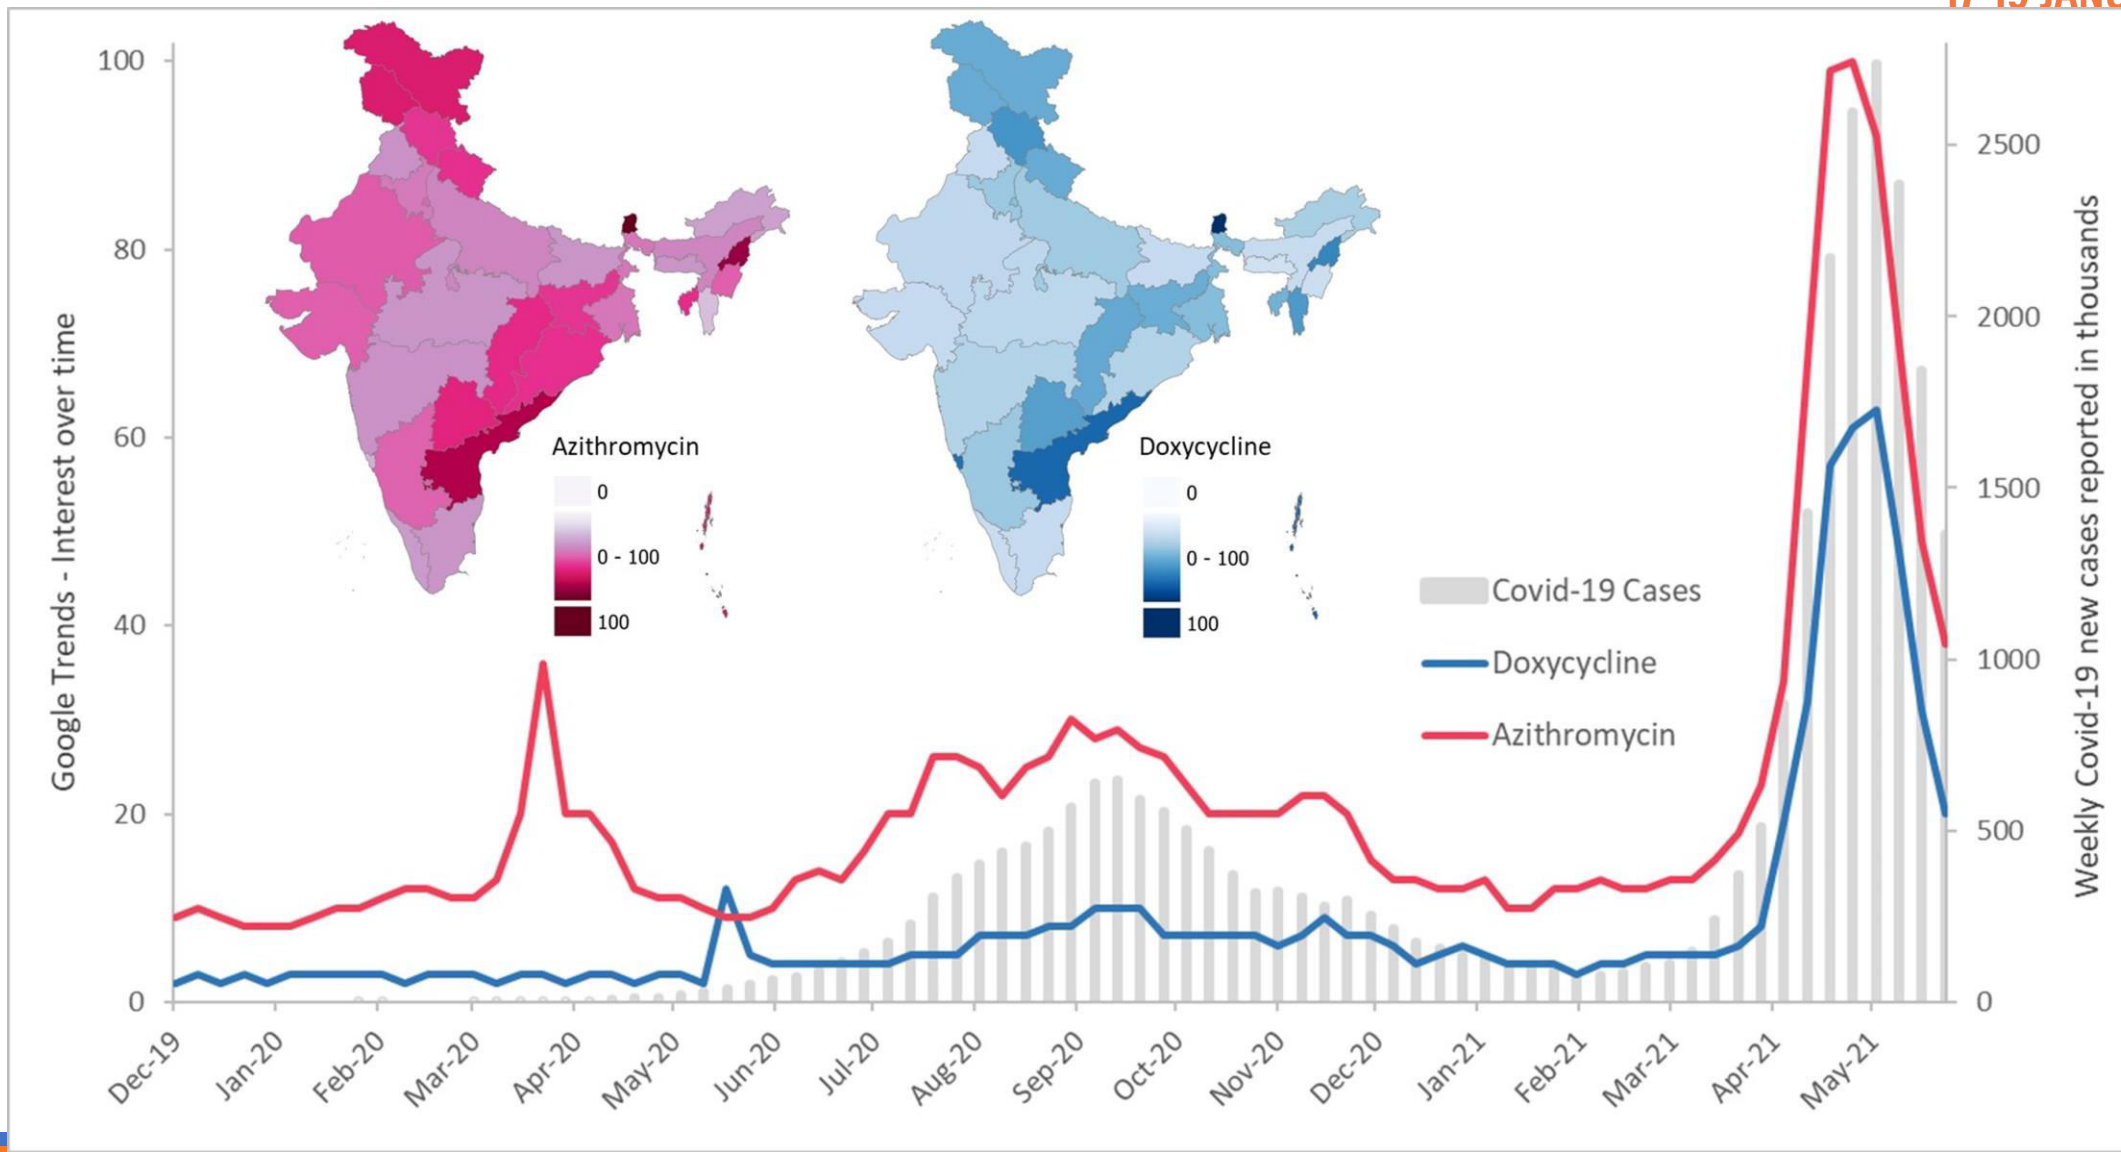 100
80
60
40
20
0
Google Trends - Interest over time
Azithromycin
0
0 - 100
100
Doxycycline
0
0 - 100
100
Covid-19 Cases
Doxycycline
Azithromycin
2500
2000
1500
1000
500
0
Weekly Covid-19 new cases reported in thousands
Dec-19
Jan-20
Feb-20
Mar-20
Apr-20
May-20
Jun-20
Jul-20
Aug-20
Sep-20
Oct-20
Nov-20
Dec-20
Jan-21
Feb-21
Mar-21
Apr-21
May-21